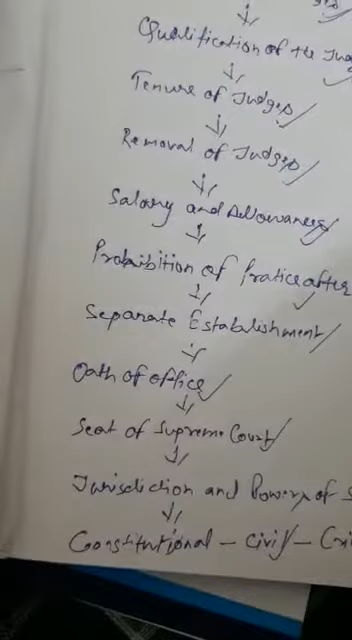 Qualification of the
Tenure of Judges
Removal of Judges
Salary and Allowances
Prohibition of Pratice after
Separate Establishment
Oath of office
Seat of Supreme Court
Jurisdiction and Powers of
Constitutional - Civil -